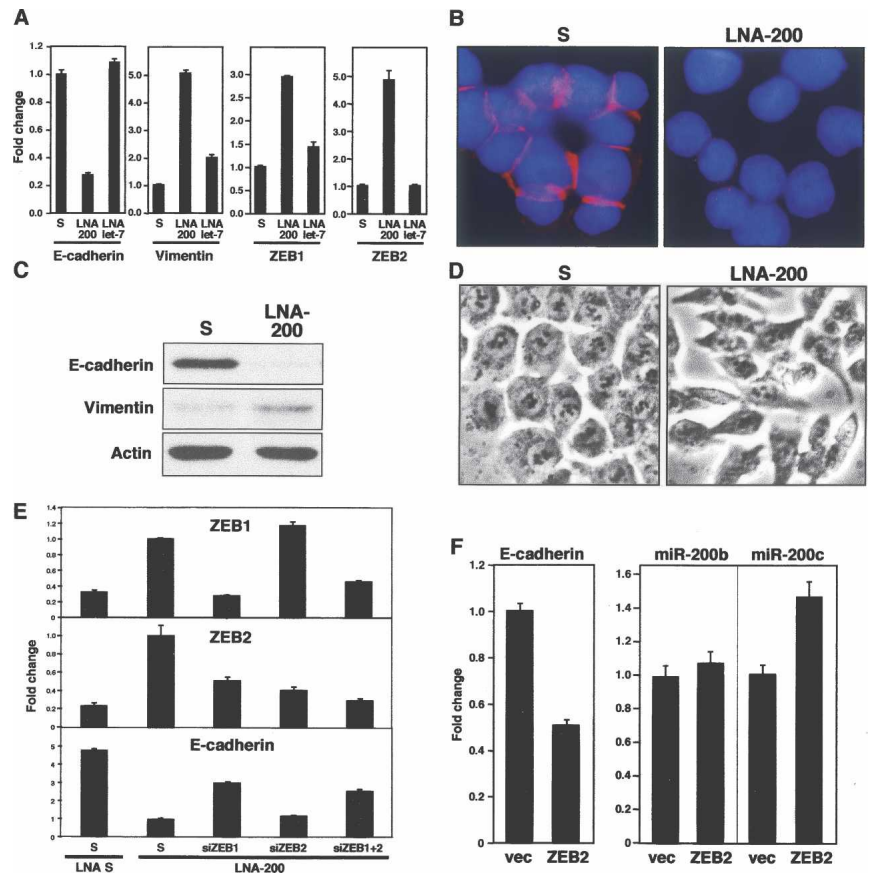 A
Fold change
1.2
1.0
0.8
0.6
0.4
0.2
0.0
S
LNA
200
LNA
let-7
E-cadherin
5.0
4.0
3.0
2.0
1.0
0.0
S
LNA
200
LNA
let-7
Vimentin
3.0
2.5
2.0
1.5
1.0
0.5
0.0
S
LNA
200
LNA
let-7
ZEB1
5.0
4.0
3.0
2.0
1.0
0.0
S
LNA
200
LNA
let-7
ZEB2
B
S
LNA-200
C
S
LNA-
200
E-cadherin
Vimentin
Actin
D
S
LNA-200
E
Fold change
ZEB1
1.4
1.2
1.0
0.8
0.6
0.4
0.2
0
ZEB2
1.0
0.8
0.6
0.4
0.2
0
E-cadherin
5
4
3
2
1
0
S
S
siZEB1
siZEB2
siZEB1+2
LNA S
LNA-200
F
Fold change
E-cadherin
1.2
1.0
0.8
0.6
0.4
0.2
0
vec
ZEB2
miR-200b
miR-200c
1.6
1.4
1.2
1.0
0.8
0.6
0.4
0.2
0
vec
ZEB2
vec
ZEB2